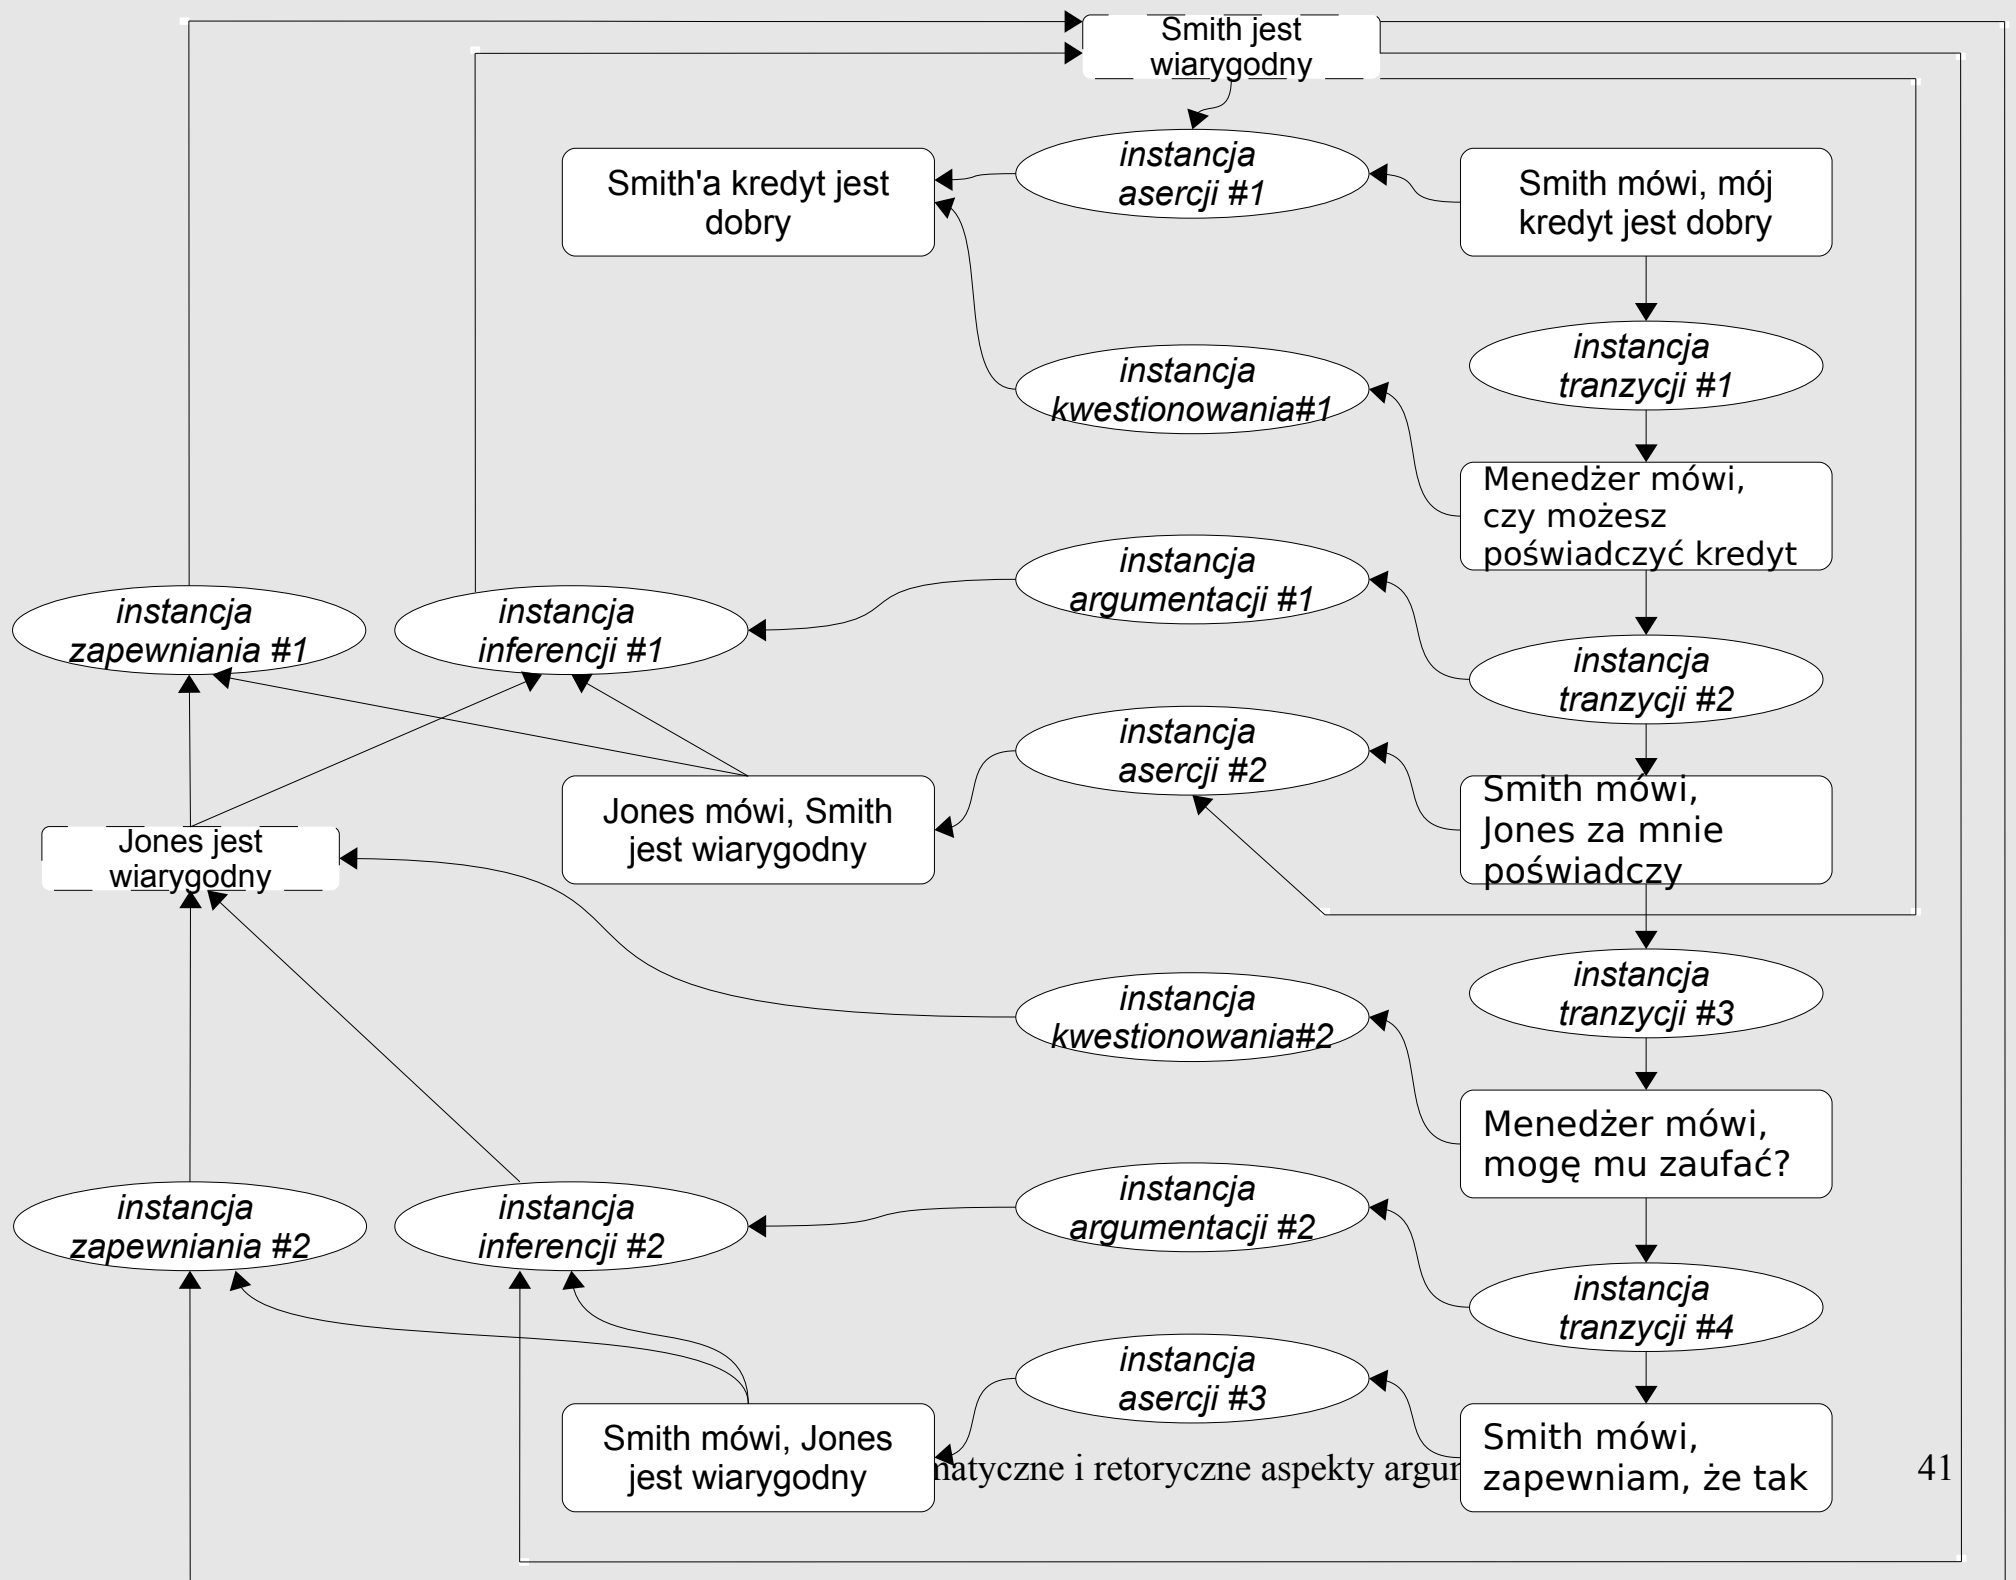 Smith jest
wiarygodny
instancja
asercji #1
Smith'a kredyt jest
dobry
Smith mówi, mój
kredyt jest dobry
instancja
tranzycji #1
instancja
kwestionowania#1
Menedżer mówi,
czy możesz
poświadczyć kredyt
instancja
argumentacji #1
instancja
zapewniania #1
instancja
inferencji #1
instancja
tranzycji #2
instancja
asercji #2
Smith mówi,
Jones za mnie
poświadczy
Jones mówi, Smith
jest wiarygodny
Jones jest
wiarygodny
instancja
tranzycji #3
instancja
kwestionowania#2
Menedżer mówi,
mogę mu zaufać?
instancja
argumentacji #2
instancja
zapewniania #2
instancja
inferencji #2
instancja
tranzycji #4
instancja
asercji #3
Smith mówi, Jones
jest wiarygodny
Smith mówi,
zapewniam, że tak
i retoryczne aspekty
41